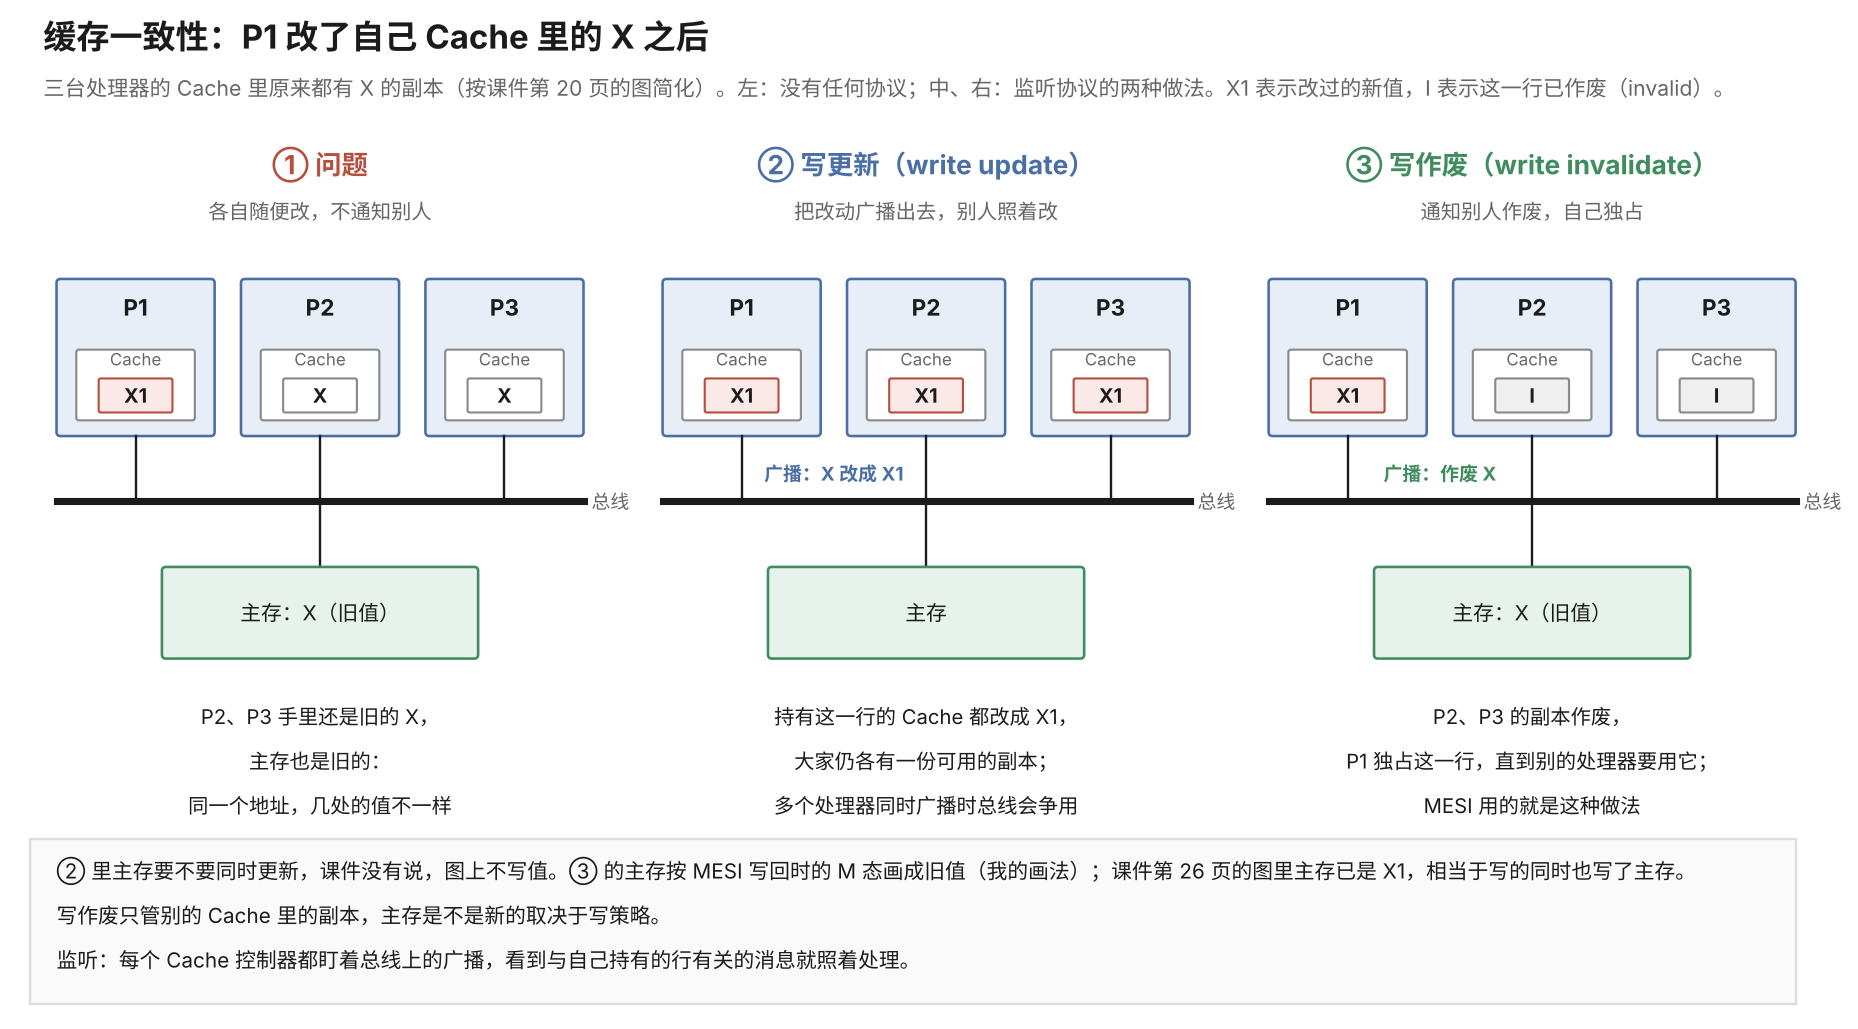 缓存一致性：P1 改了自己 Cache 里的 X 之后
三台处理器的 Cache 里原来都有 X 的副本（按课件第 20 页的图简化）。左：没有任何协议；中、右：监听协议的两种做法。X1 表示改过的新值，I 表示这一行已作废（invalid）。
① 问题
各自随便改，不通知别人
P1
P2
P3
Cache
Cache
Cache
X1
X
X
总线
主存：X（旧值）
P2、P3 手里还是旧的 X，
主存也是旧的：
同一个地址，几处的值不一样
② 写更新（write update）
把改动广播出去，别人照着改
P1
P2
P3
Cache
Cache
Cache
X1
X1
X1
广播：X 改成 X1
总线
主存
持有这一行的 Cache 都改成 X1，
大家仍各有一份可用的副本；
多个处理器同时广播时总线会争用
③ 写作废（write invalidate）
通知别人作废，自己独占
P1
P2
P3
Cache
Cache
Cache
X1
I
I
广播：作废 X
总线
主存：X（旧值）
P2、P3 的副本作废，
P1 独占这一行，直到别的处理器要用它；
MESI 用的就是这种做法
② 里主存要不要同时更新，课件没有说，图上不写值。③ 的主存按 MESI 写回时的 M 态画成旧值（我的画法）；课件第 26 页的图里主存已是 X1，相当于写的同时也写了主存。
写作废只管别的 Cache 里的副本，主存是不是新的取决于写策略。
监听：每个 Cache 控制器都盯着总线上的广播，看到与自己持有的行有关的消息就照着处理。